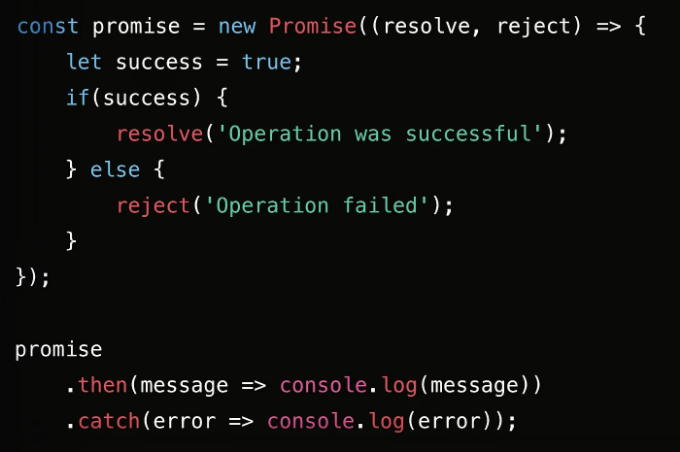 const promise = new Promise((resolve, reject) => {
    let success = true;
    if(success) {
        resolve('Operation was successful');
    } else {
        reject('Operation failed');
    }
});

promise
    .then(message => console.log(message))
    .catch(error => console.log(error));